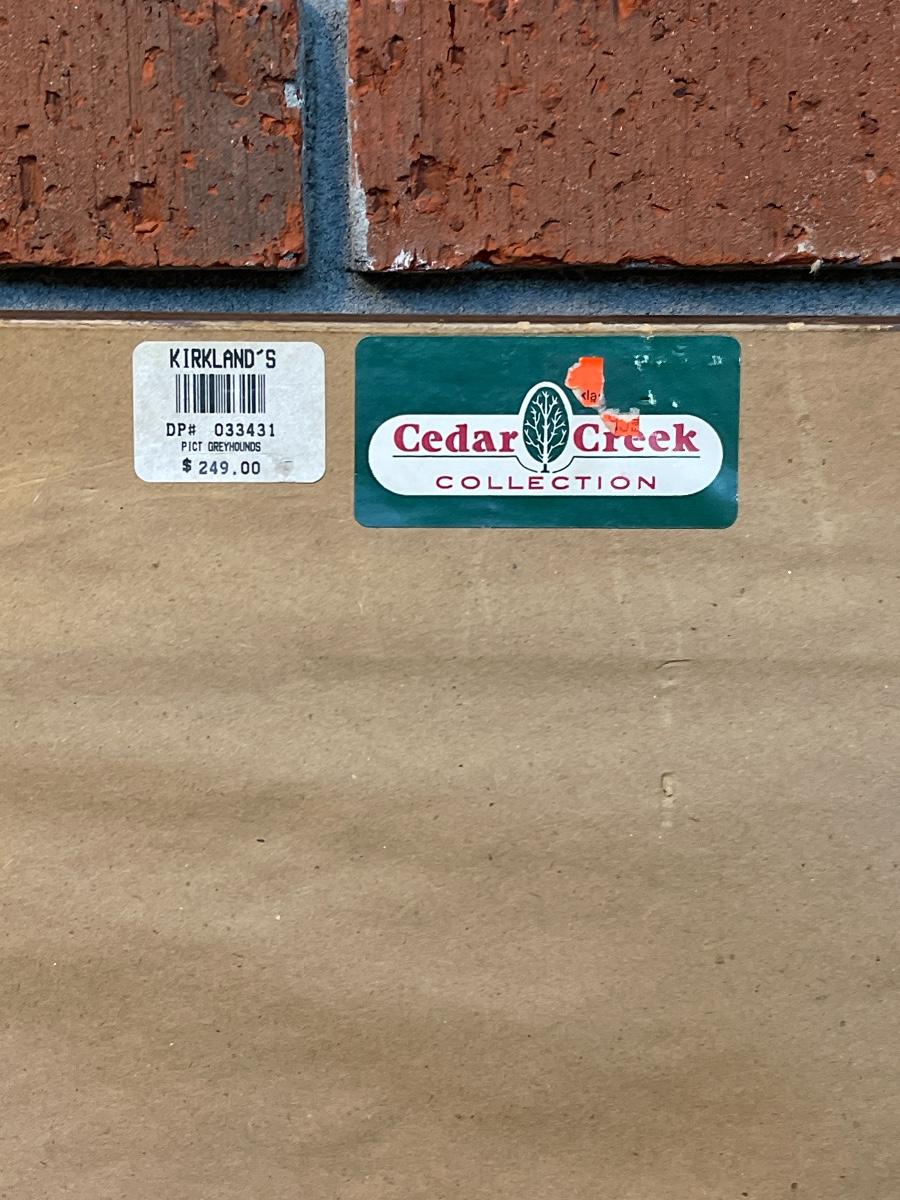 KIRKLAND'S
DP# 033431
PICT GREYHOUNDS
$ 249.00
Cedar Creek
COLLECTION